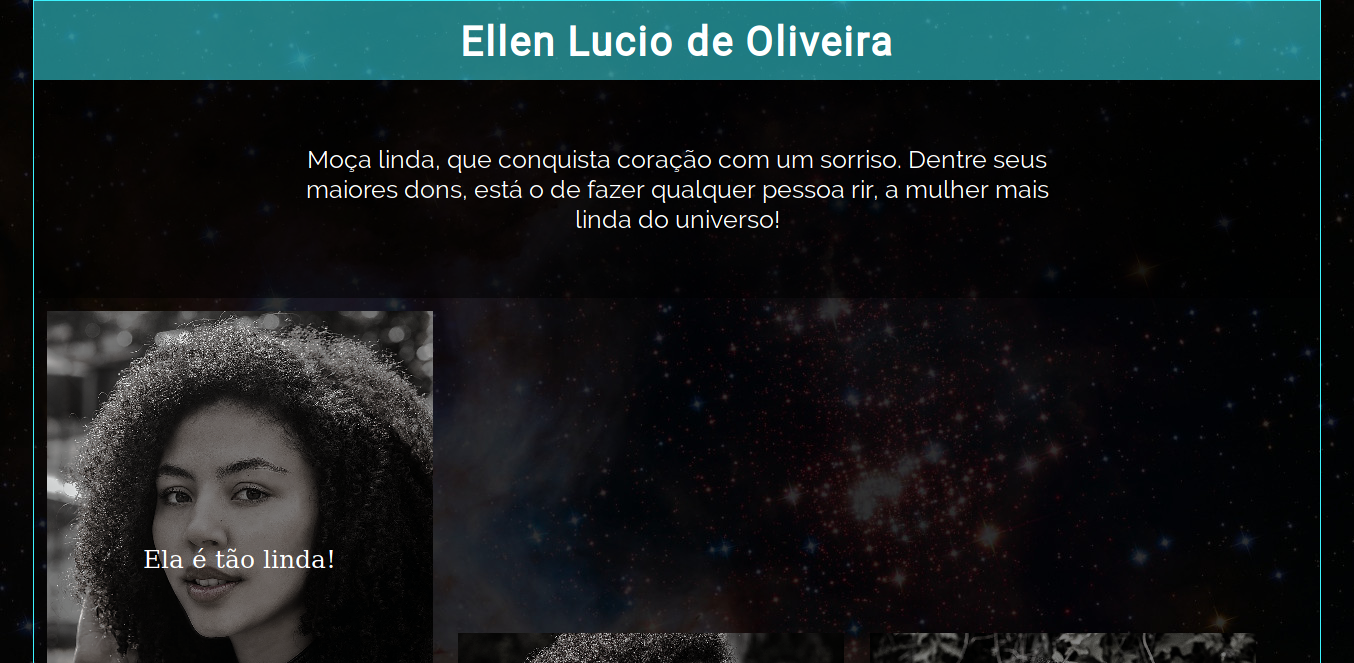 Ellen Lucio de Oliveira
Moça linda, que conquista coração com um sorriso. Dentre seus
maiores dons, está o de fazer qualquer pessoa rir, a mulher mais
linda do universo!
Ela é tão linda!